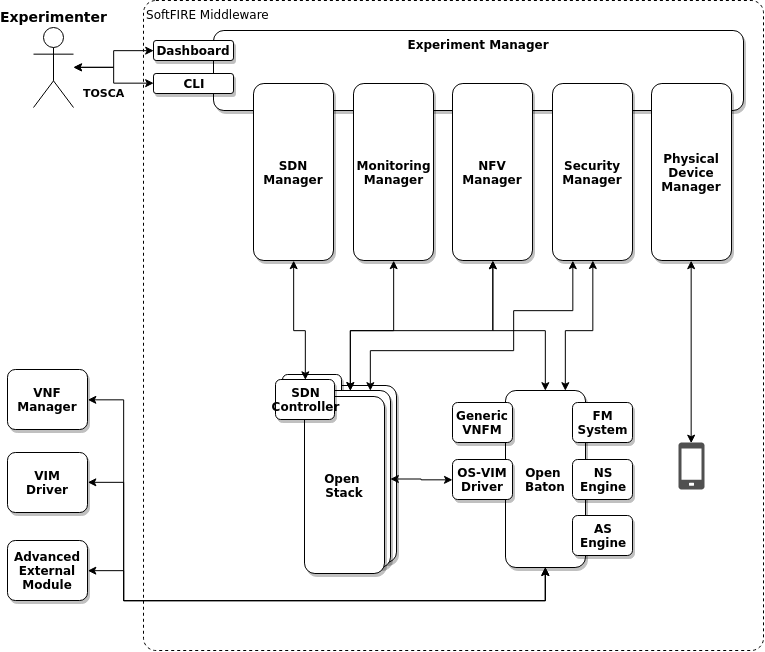 Experimenter
SoftFIRE Middleware
Dashboard
Experiment Manager
CLI
TOSCA
SDN
Manager
Monitoring
Manager
NFV
Manager
Security
Manager
Physical
Device
Manager
VNF
Manager
VIM
Driver
Advanced
External
Module
SDN
Controller
Open
Stack
Generic
VNFM
OS-VIM
Driver
Open
Baton
FM
System
NS
Engine
AS
Engine